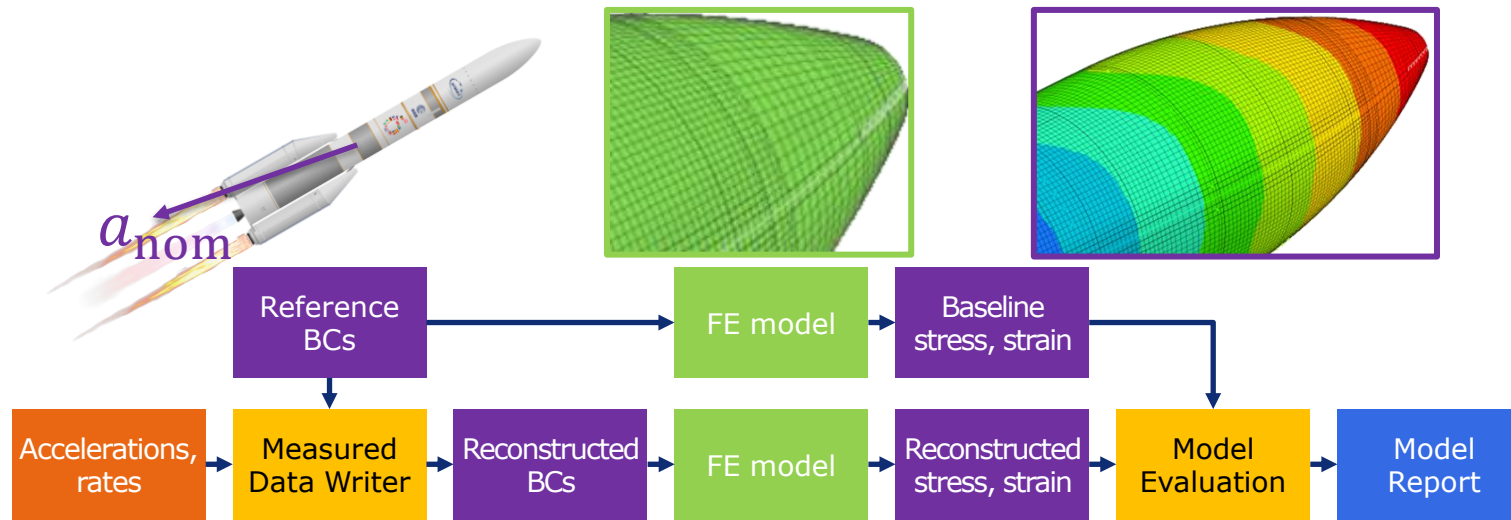 a_nom
Reference
BCs
FE model
Baseline
stress, strain
Accelerations,
rates
Measured
Data Writer
Reconstructed
BCs
FE model
Reconstructed
stress, strain
Model
Evaluation
Model
Report